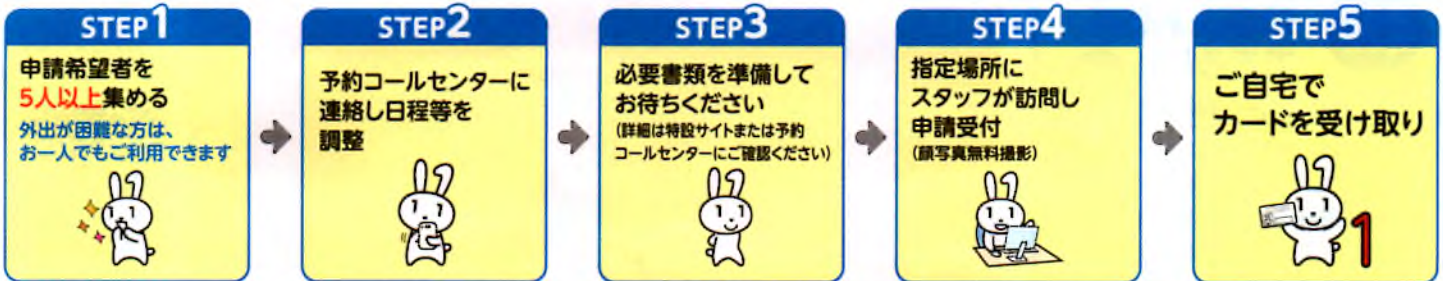 STEP1
申請希望者を
5人以上集める
外出が困難な方は、
お一人でもご利用できます
STEP2
予約コールセンターに
連絡し日程等を
調整
STEP3
必要書類を準備して
お待ちください
(詳細は特設サイトまたは予約
コールセンターにご確認ください)
STEP4
指定場所に
スタッフが訪問し
申請受付
(顔写真無料撮影)
STEP5
ご自宅で
カードを受け取り
1